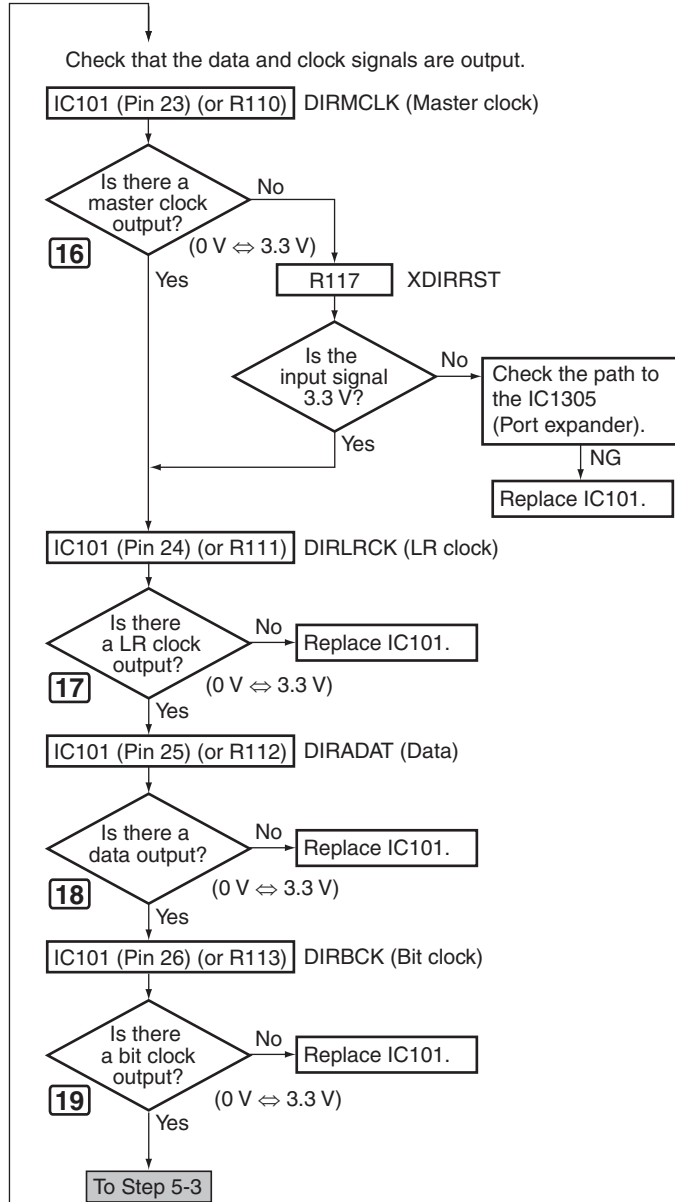 Check that the data and clock signals are output.
IC101 (Pin 23) (or R110)
DIRMCLK (Master clock)
Is there a
master clock
output?
No
16
(0 V ⇔ 3.3 V)
Yes
R117
XDIRRST
Is the
input signal
3.3 V?
No
Yes
Check the path to
the IC1305
(Port expander).
NG
Replace IC101.
IC101 (Pin 24) (or R111)
DIRLRCK (LR clock)
Is there
a LR clock
output?
No
Replace IC101.
17
(0 V ⇔ 3.3 V)
Yes
IC101 (Pin 25) (or R112)
DIRADAT (Data)
Is there a
data output?
No
Replace IC101.
18
(0 V ⇔ 3.3 V)
Yes
IC101 (Pin 26) (or R113)
DIRBCK (Bit clock)
Is there
a bit clock
output?
No
Replace IC101.
19
(0 V ⇔ 3.3 V)
Yes
To Step 5-3